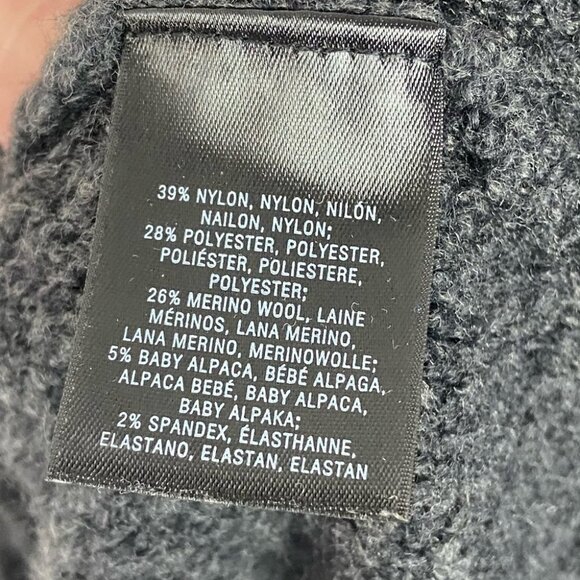 39% NYLON, NYLON, NILÓN,
NAILON, NYLON;
28% POLYESTER, POLYESTER,
POLIÉSTER, POLIESTERE,
POLYESTER;
26% MERINO WOOL, LAINE
MÉRINOS, LANA MERINO,
LANA MERINO, MERINOWOLLE;
5% BABY ALPACA, BÉBÉ ALPAGA,
ALPACA BEBÉ, BABY ALPACA,
BABY ALPAKA;
2% SPANDEX, ÉLASTHANNE,
ELASTANO, ELASTAN, ELASTAN